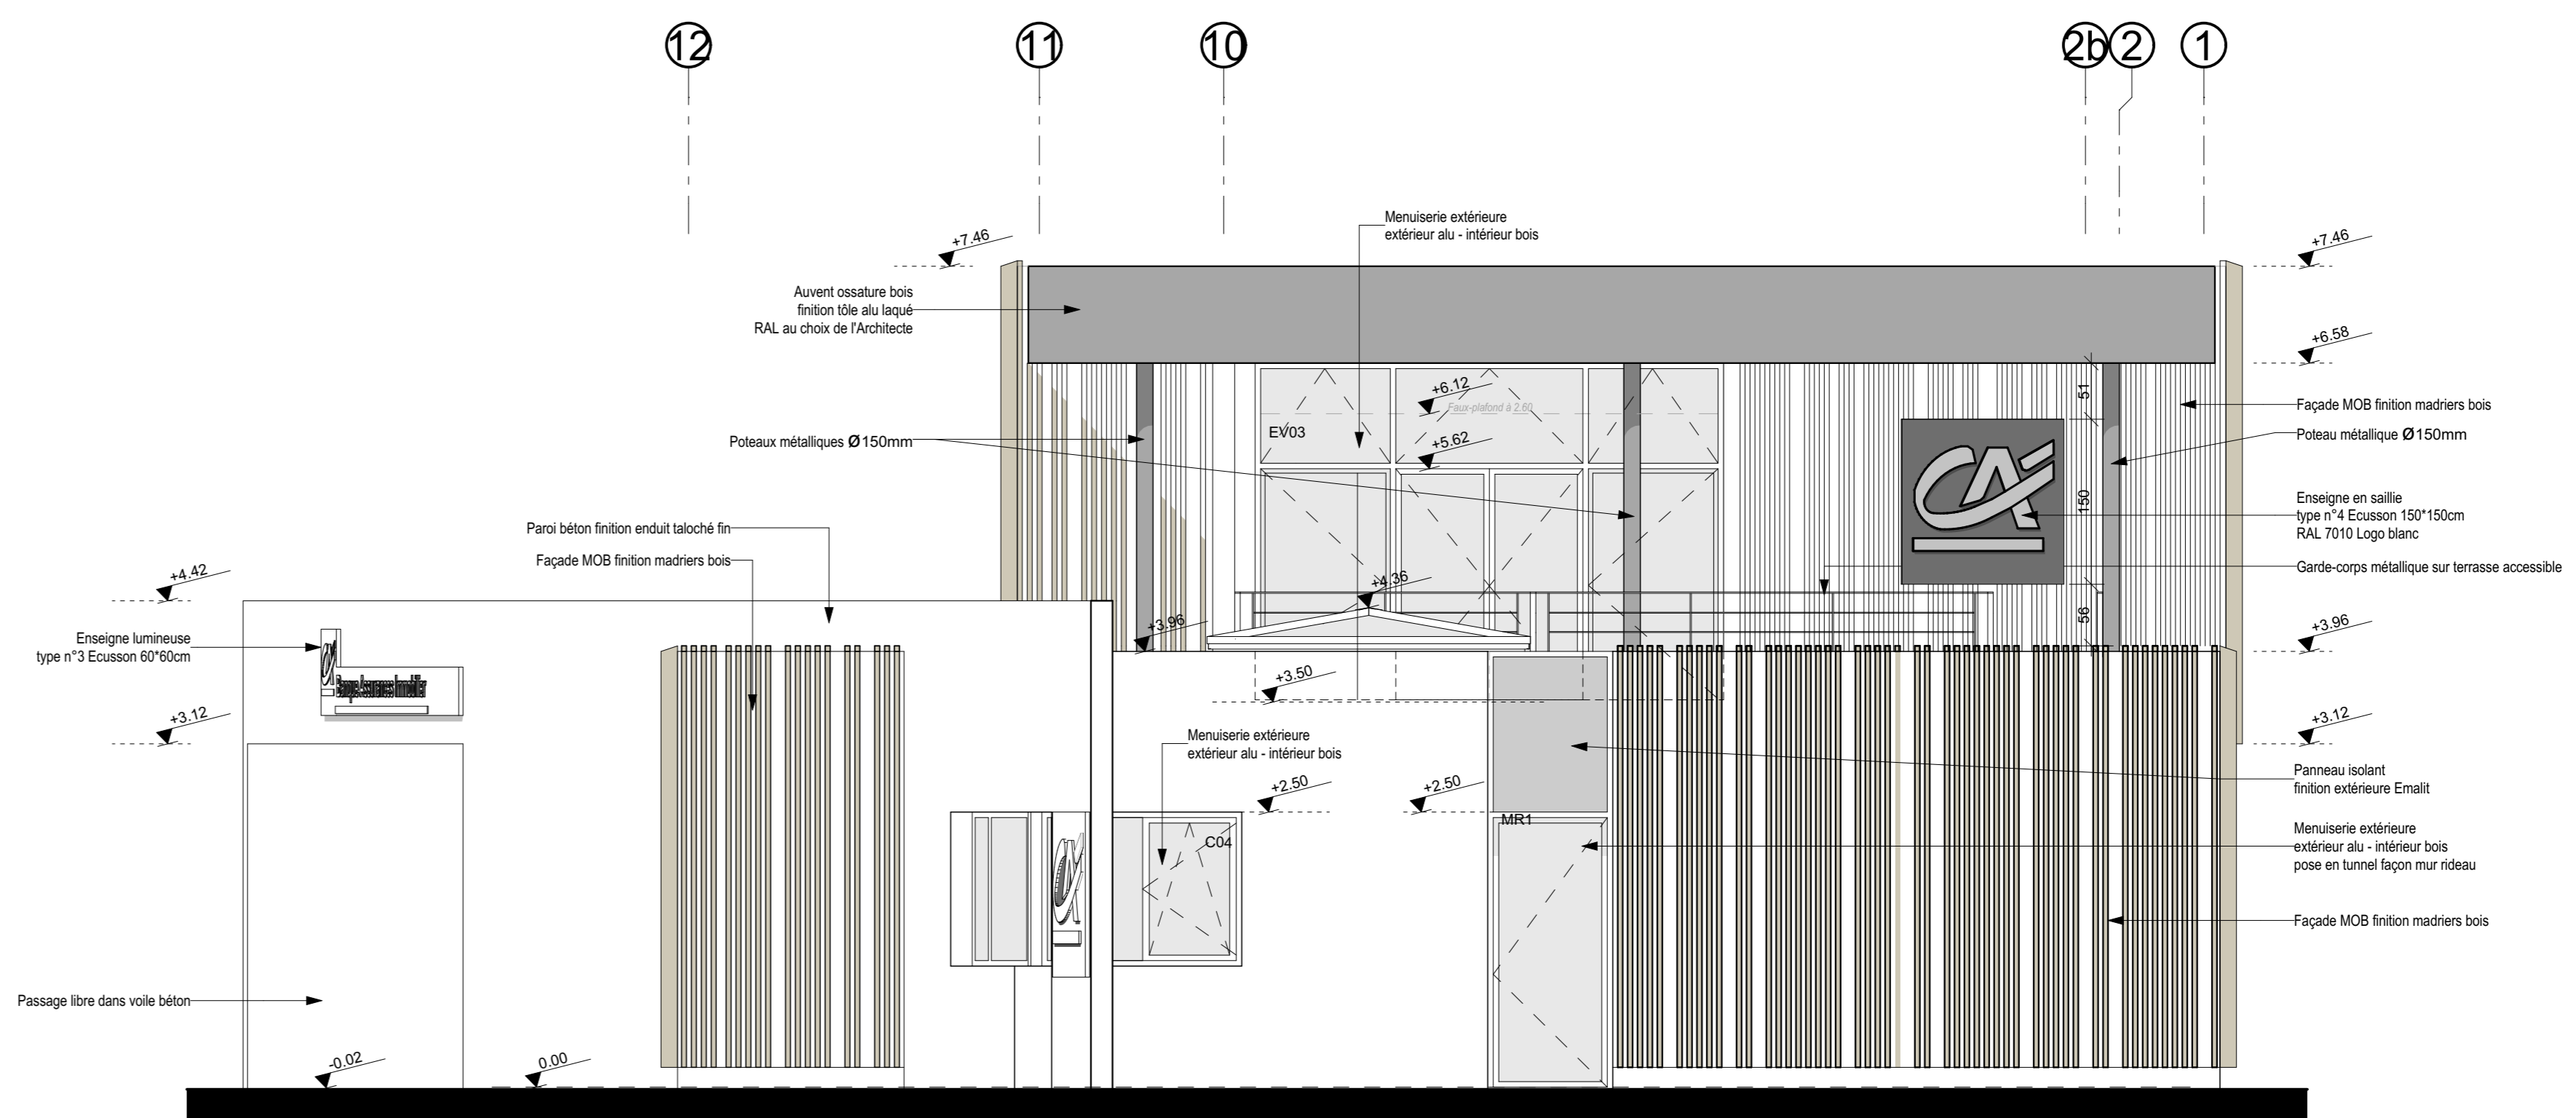 12
11
10
2b
2
1
Menuiserie extérieure
extérieur alu - intérieur bois
+7.46
+7.46
Auvent ossature bois
finition tôle alu laqué
RAL au choix de l'Architecte
+6.58
+6.12
Faux-plafond à 2.60
EV03
+5.62
51
Façade MOB finition madriers bois
Poteaux métalliques Ø150mm
Poteau métallique Ø150mm
CA
150
Enseigne en saillie
type n°4 Ecusson 150*150cm
RAL 7010 Logo blanc
Paroi béton finition enduit taloché fin
Façade MOB finition madriers bois
Garde-corps métallique sur terrasse accessible
+4.42
+4.36
56
+3.96
+3.96
Enseigne lumineuse
type n°3 Ecusson 60*60cm
CA
Banque Assurances Immobilier
+3.50
+3.12
+3.12
Menuiserie extérieure
extérieur alu - intérieur bois
+2.50
+2.50
Panneau isolant
finition extérieure Emalit
MR1
C04
CA
Menuiserie extérieure
extérieur alu - intérieur bois
pose en tunnel façon mur rideau
Façade MOB finition madriers bois
Passage libre dans voile béton
-0.02
0.00